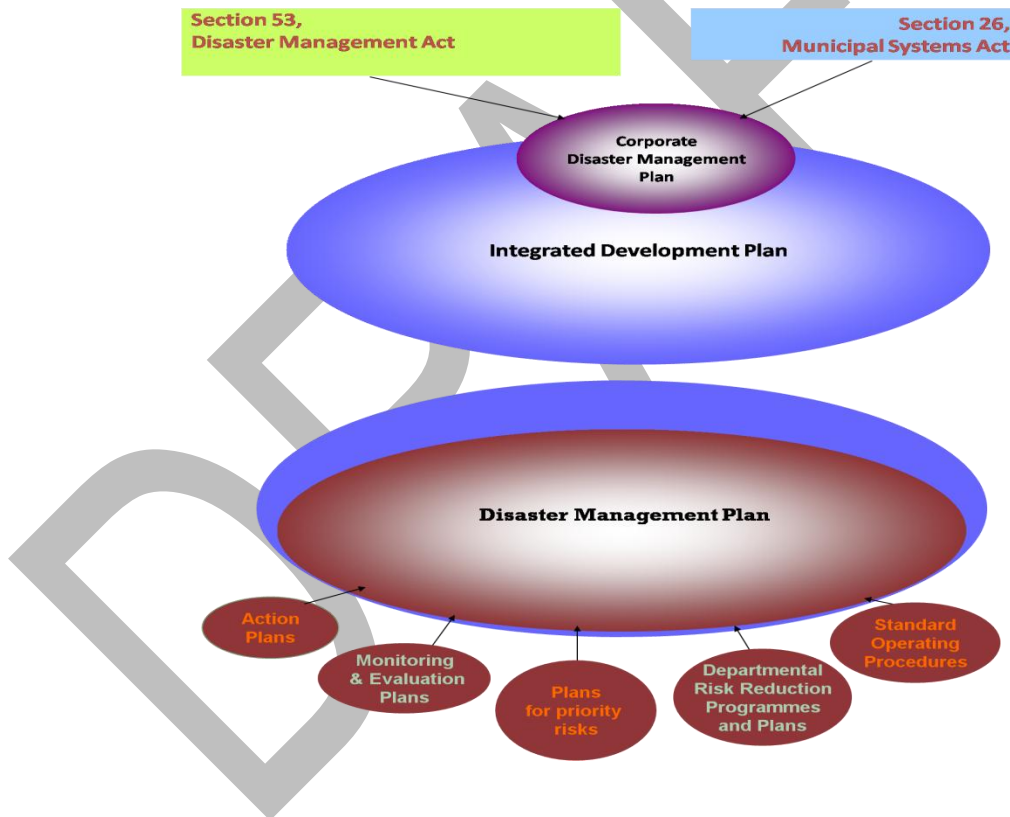 Section 53,
Disaster Management Act
Section 26,
Municipal Systems Act
Corporate
Disaster Management
Plan
Integrated Development Plan
Disaster Management Plan
Action
Plans
Monitoring
& Evaluation
Plans
Plans
for priority
risks
Departmental
Risk Reduction
Programmes
and Plans
Standard
Operating
Procedures